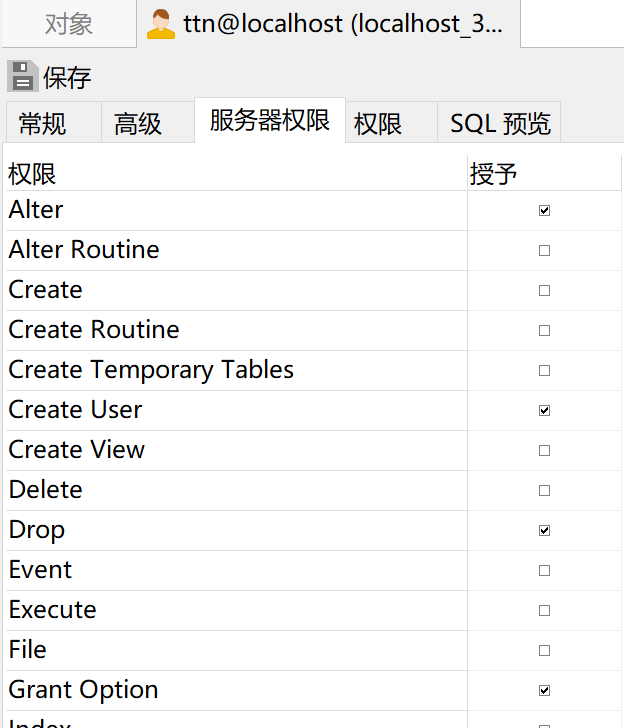 对象
ttn@localhost (localhost_3...
保存
常规 高级 服务器权限 权限 SQL 预览
权限 授予
Alter
Alter Routine
Create
Create Routine
Create Temporary Tables
Create User
Create View
Delete
Drop
Event
Execute
File
Grant Option
Index